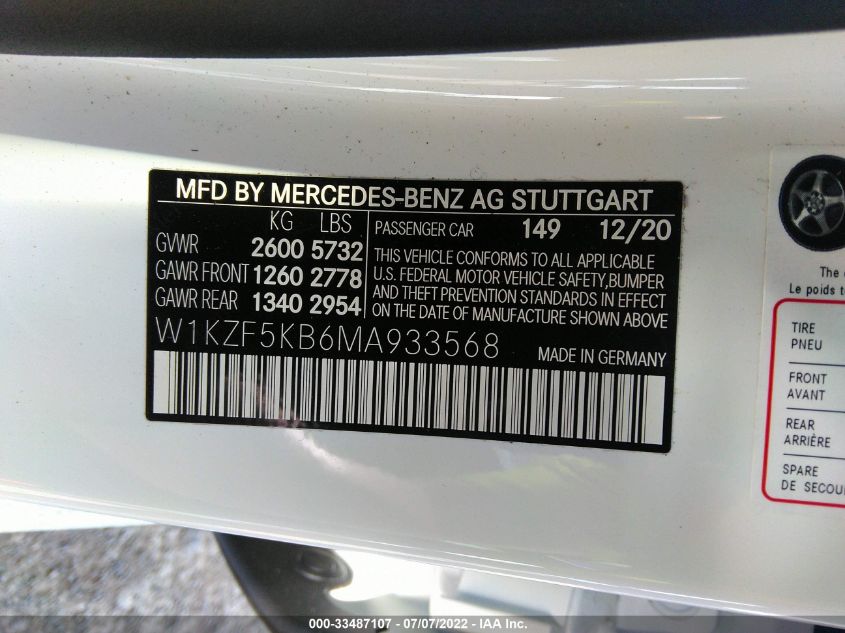 MFD BY MERCEDES-BENZ AG STUTTGART
KG LBS
GVWR 2600 5732
GAWR FRONT 1260 2778
GAWR REAR 1340 2954
PASSENGER CAR 149 12/20
THIS VEHICLE CONFORMS TO ALL APPLICABLE
U.S. FEDERAL MOTOR VEHICLE SAFETY,BUMPER
AND THEFT PREVENTION STANDARDS IN EFFECT
ON THE DATE OF MANUFACTURE SHOWN ABOVE
W1KZF5KB6MA933568
MADE IN GERMANY
The
Le poids
TIRE
PNEU
FRONT
AVANT
REAR
ARRIÈRE
SPARE
DE
000-33487107 - 07/07/2022 - IAA Inc.